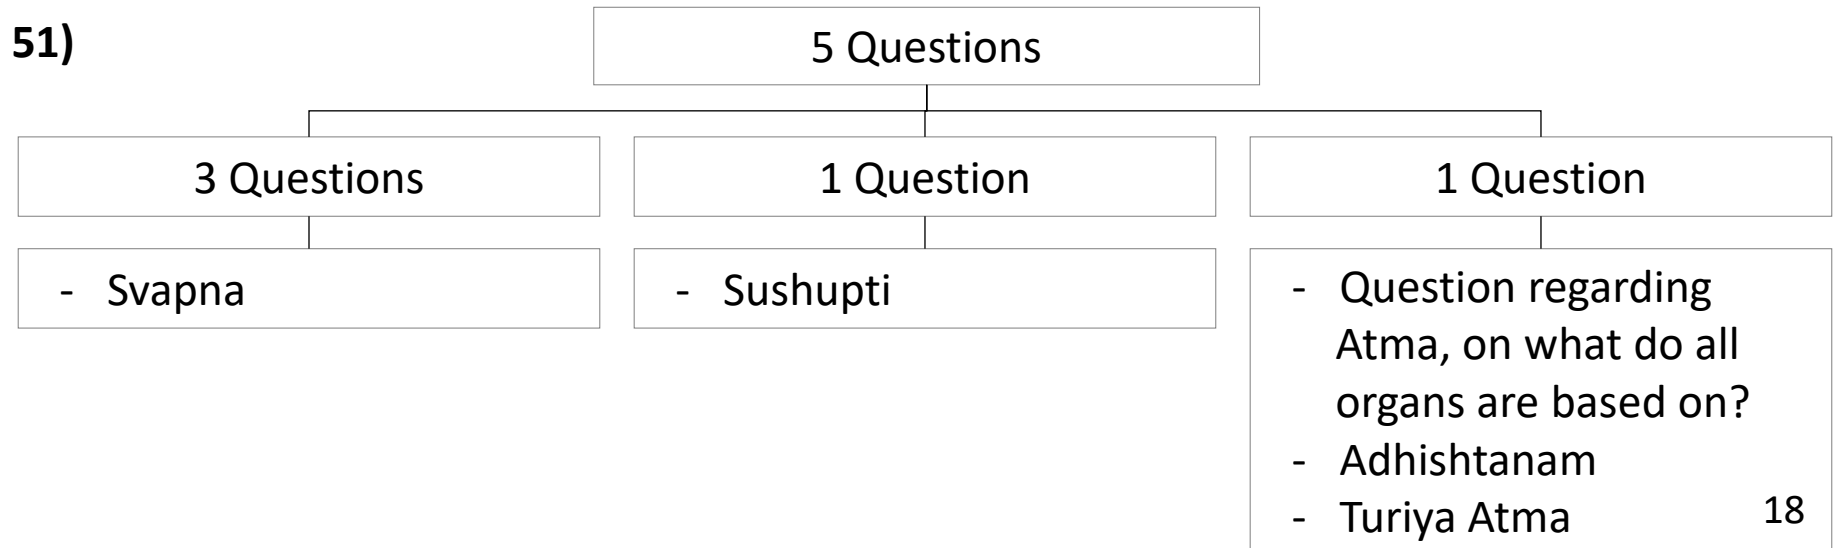 51)
5 Questions
3 Questions
1 Question
1 Question
- Svapna
- Sushupti
- Question regarding
Atma, on what do all
organs are based on?
- Adhishtanam
- Turiya Atma
18